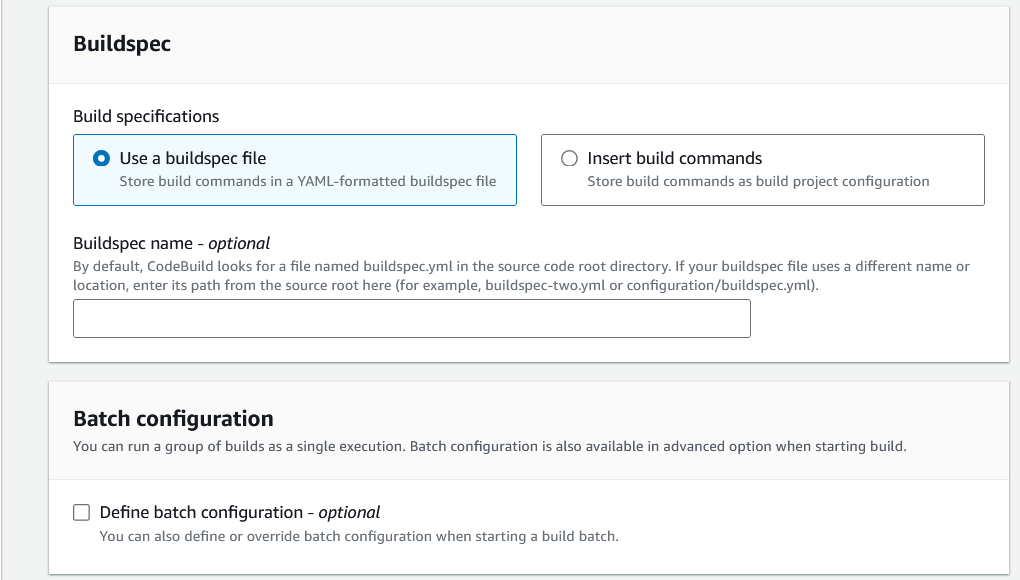 Buildspec
Build specifications
Use a buildspec file
Store build commands in a YAML-formatted buildspec file
Insert build commands
Store build commands as build project configuration
Buildspec name - optional
By default, CodeBuild looks for a file named buildspec.yml in the source code root directory. If your buildspec file uses a different name or
location, enter its path from the source root here (for example, buildspec-two.yml or configuration/buildspec.yml).
Batch configuration
You can run a group of builds as a single execution. Batch configuration is also available in advanced option when starting build.
Define batch configuration - optional
You can also define or override batch configuration when starting a build batch.